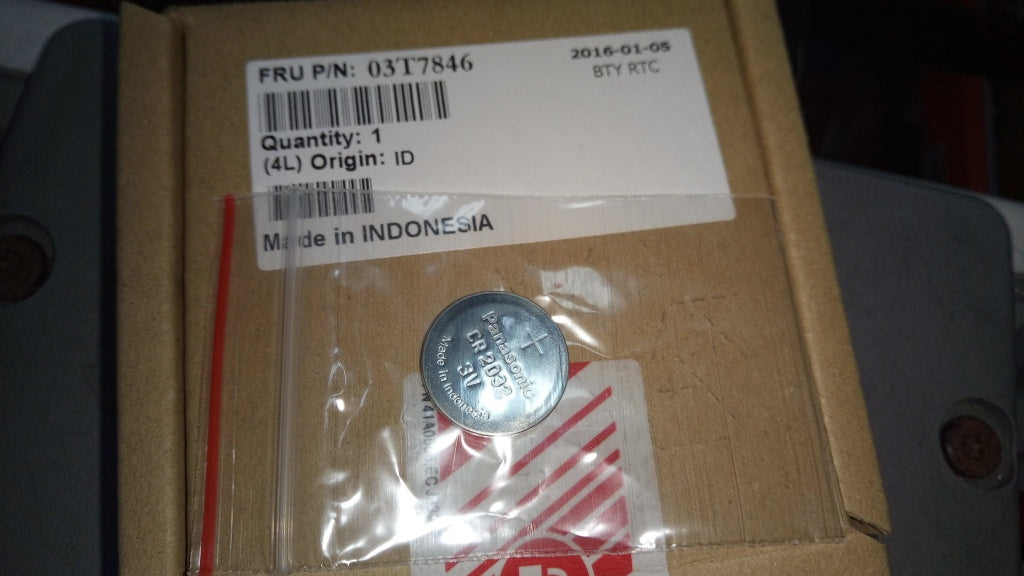 FRU P/N: 03T7846
2016-01-05
BTY RTC
Quantity: 1
(4L) Origin: ID
Made in INDONESIA
+
Panasonic
CR2032
3V
Made in Indonesia